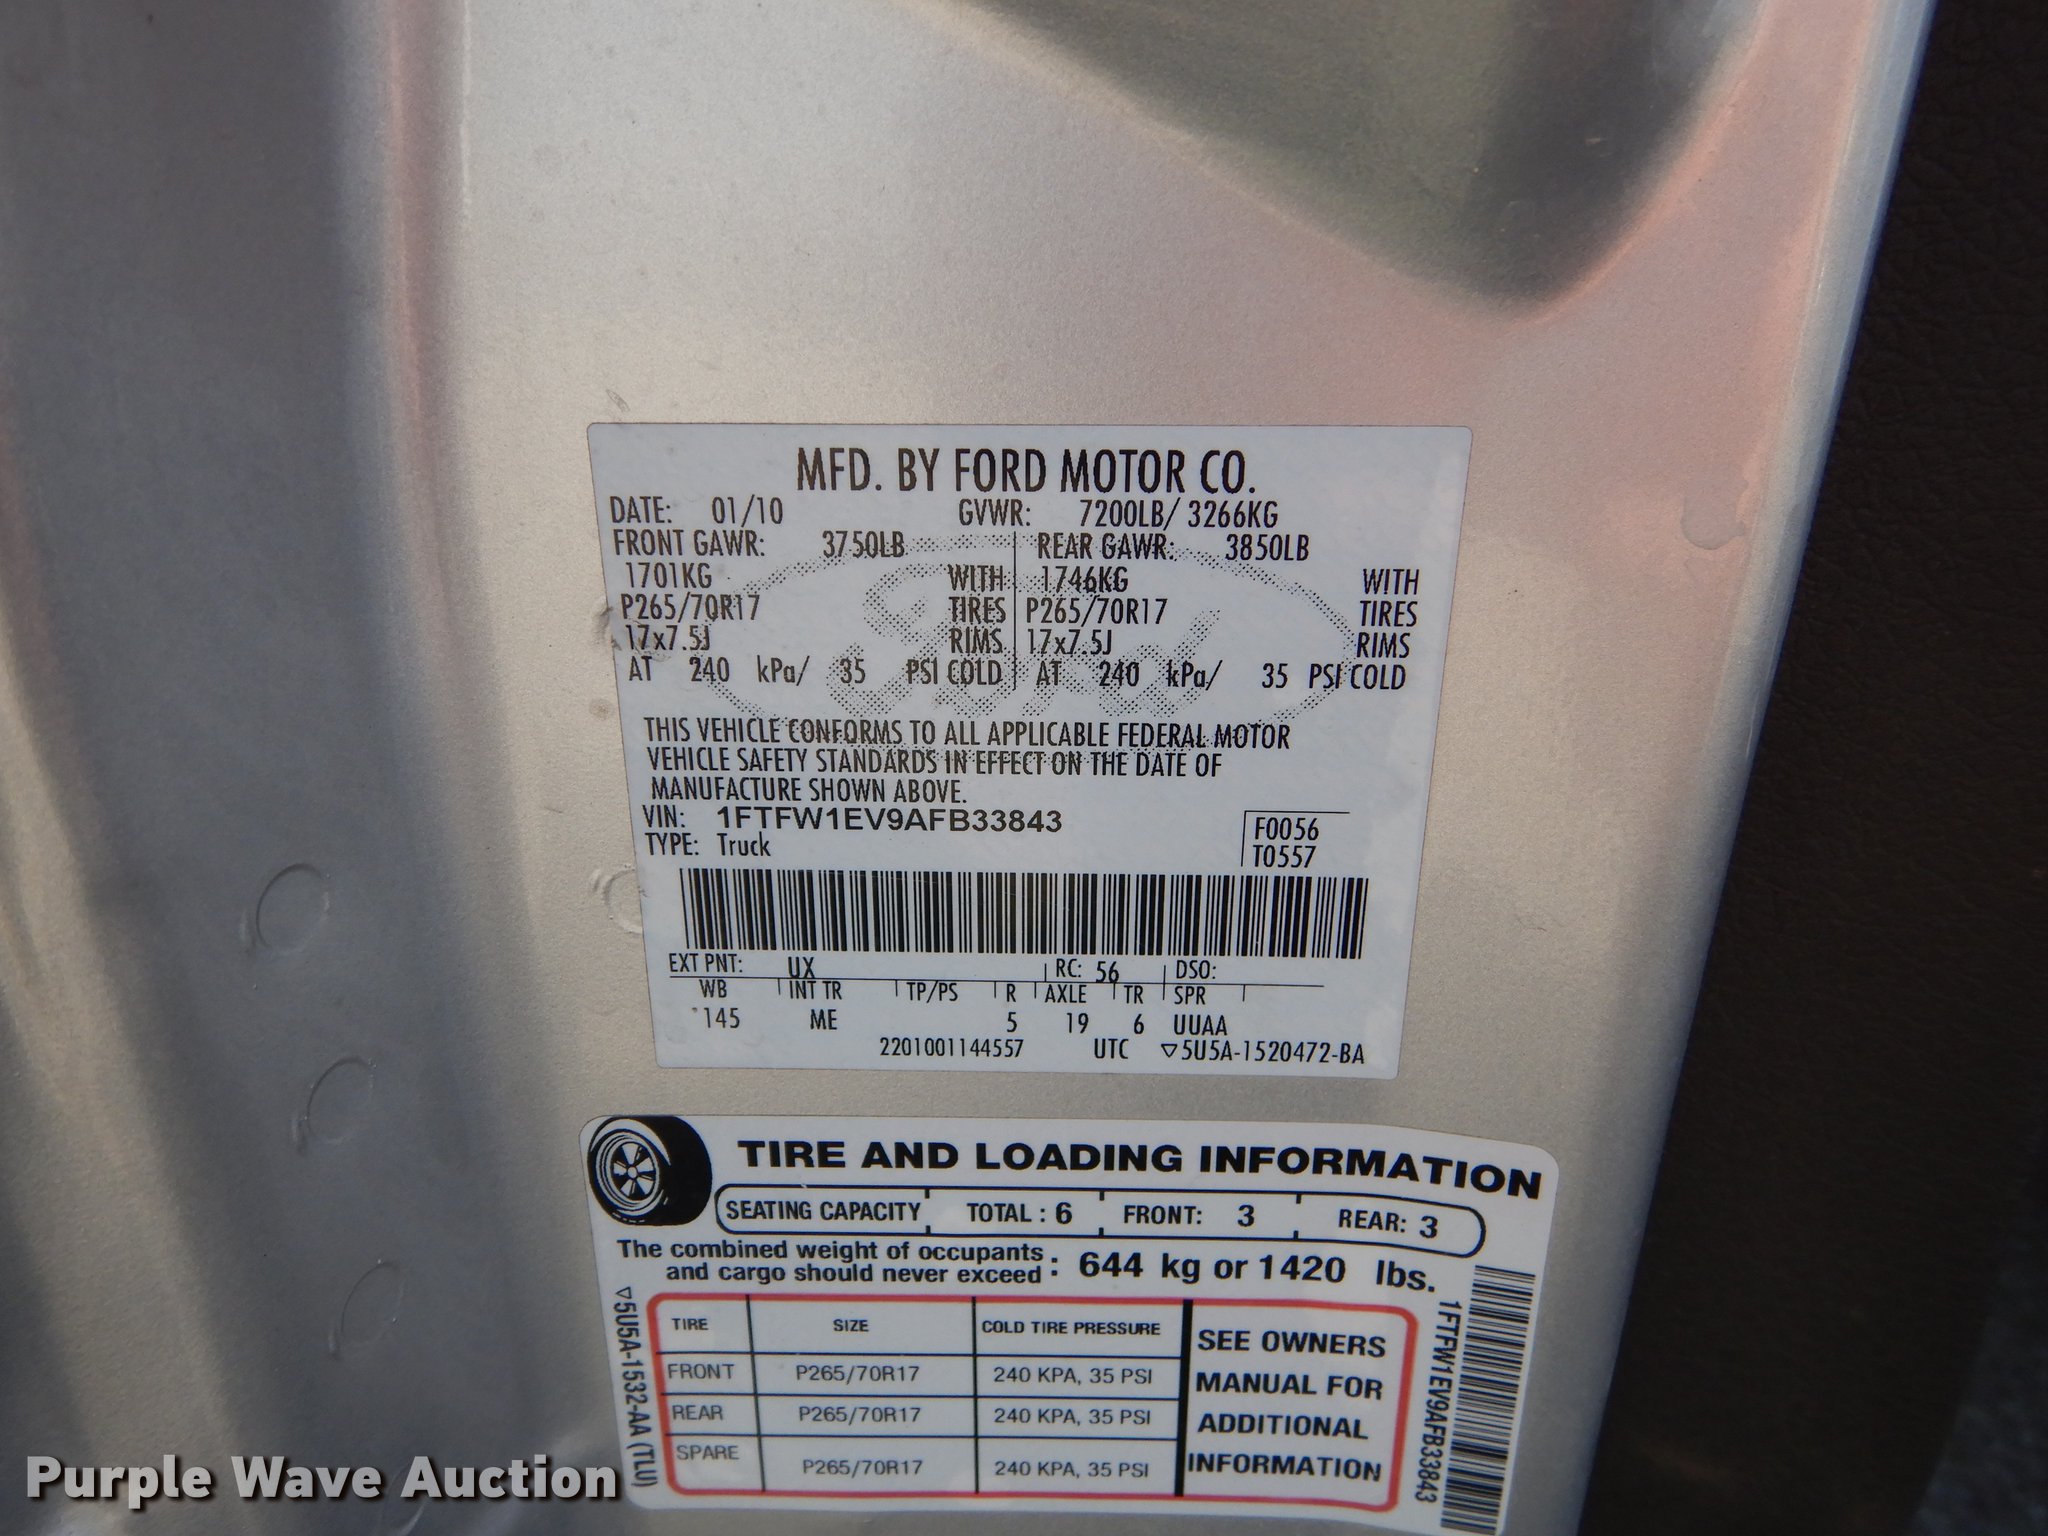 MFD. BY FORD MOTOR CO.
DATE: 01/10 GVWR: 7200LB/ 3266KG
FRONT GAWR: 3750LB REAR GAWR: 3850LB
1701KG WITH 1746KG WITH
P265/70R17 TIRES P265/70R17 TIRES
17x7.5J RIMS 17x7.5J RIMS
AT 240 kPa/ 35 PSI COLD AT 240 kPa/ 35 PSI COLD
Ford
THIS VEHICLE CONFORMS TO ALL APPLICABLE FEDERAL MOTOR
VEHICLE SAFETY STANDARDS IN EFFECT ON THE DATE OF
MANUFACTURE SHOWN ABOVE.
VIN: 1FTFW1EV9AFB33843 F0056
TYPE: Truck T0557
EXT PNT: UX RC: 56 DSO:
WB INT TR TP/PS R AXLE TR SPR
145 ME 5 19 6 UUAA
2201001144557 UTC ▽5U5A-1520472-BA
TIRE AND LOADING INFORMATION
SEATING CAPACITY TOTAL : 6 FRONT: 3 REAR: 3
The combined weight of occupants
and cargo should never exceed : 644 kg or 1420 lbs.
TIRE SIZE COLD TIRE PRESSURE
FRONT P265/70R17 240 KPA, 35 PSI
REAR P265/70R17 240 KPA, 35 PSI
SPARE P265/70R17 240 KPA, 35 PSI
SEE OWNERS
MANUAL FOR
ADDITIONAL
INFORMATION
▽5U5A-1532-AA (TLU)
1FTFW1EV9AFB33843
Purple Wave Auction